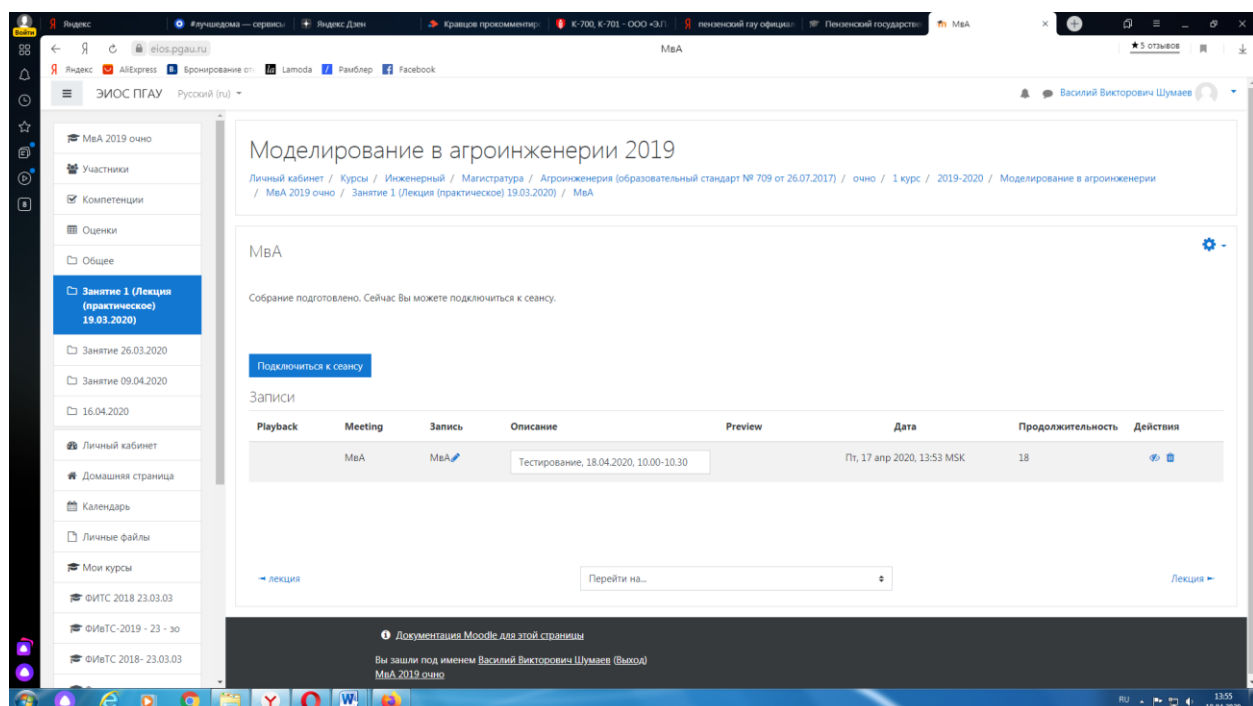 Войти
Яндекс
#лучшедома — сервисы
Яндекс.Дзен
Кравцов прокомментир
К-700, К-701 - ООО «ЭЛ
пензенский гау официал
Пензенский государстве
МвА
eios.pgau.ru
МвА
★ 5 отзывов
Яндекс
AliExpress
Бронирование оте
Lamoda
Рамблер
Facebook
ЭИОС ПГАУ
Русский (ru)
Василий Викторович Шумаев
МвА 2019 очно
Участники
Компетенции
Оценки
Общее
Занятие 1 (Лекция
(практическое)
19.03.2020)
Занятие 26.03.2020
Занятие 09.04.2020
16.04.2020
Личный кабинет
Домашняя страница
Календарь
Личные файлы
Мои курсы
ФИТС 2018 23.03.03
ФИвТС-2019 - 23 - зо
ФИвТС 2018- 23.03.03
Моделирование в агроинженерии 2019
Личный кабинет / Курсы / Инженерный / Магистратура / Агроинженерия (образовательный стандарт № 709 от 26.07.2017) / очно / 1 курс / 2019-2020 / Моделирование в агроинженерии
/ МвА 2019 очно / Занятие 1 (Лекция (практическое) 19.03.2020) / МвА
МвА
Собрание подготовлено. Сейчас Вы можете подключиться к сеансу.
Подключиться к сеансу
Записи
Playback Meeting Запись Описание Preview Дата Продолжительность Действия
МвА МвА Тестирование, 18.04.2020, 10.00-10.30 Пт, 17 апр 2020, 13:53 MSK 18
◄ лекция
Перейти на...
Лекция ►
Документация Moodle для этой страницы
Вы зашли под именем Василий Викторович Шумаев (Выход)
МвА 2019 очно
RU
13:55